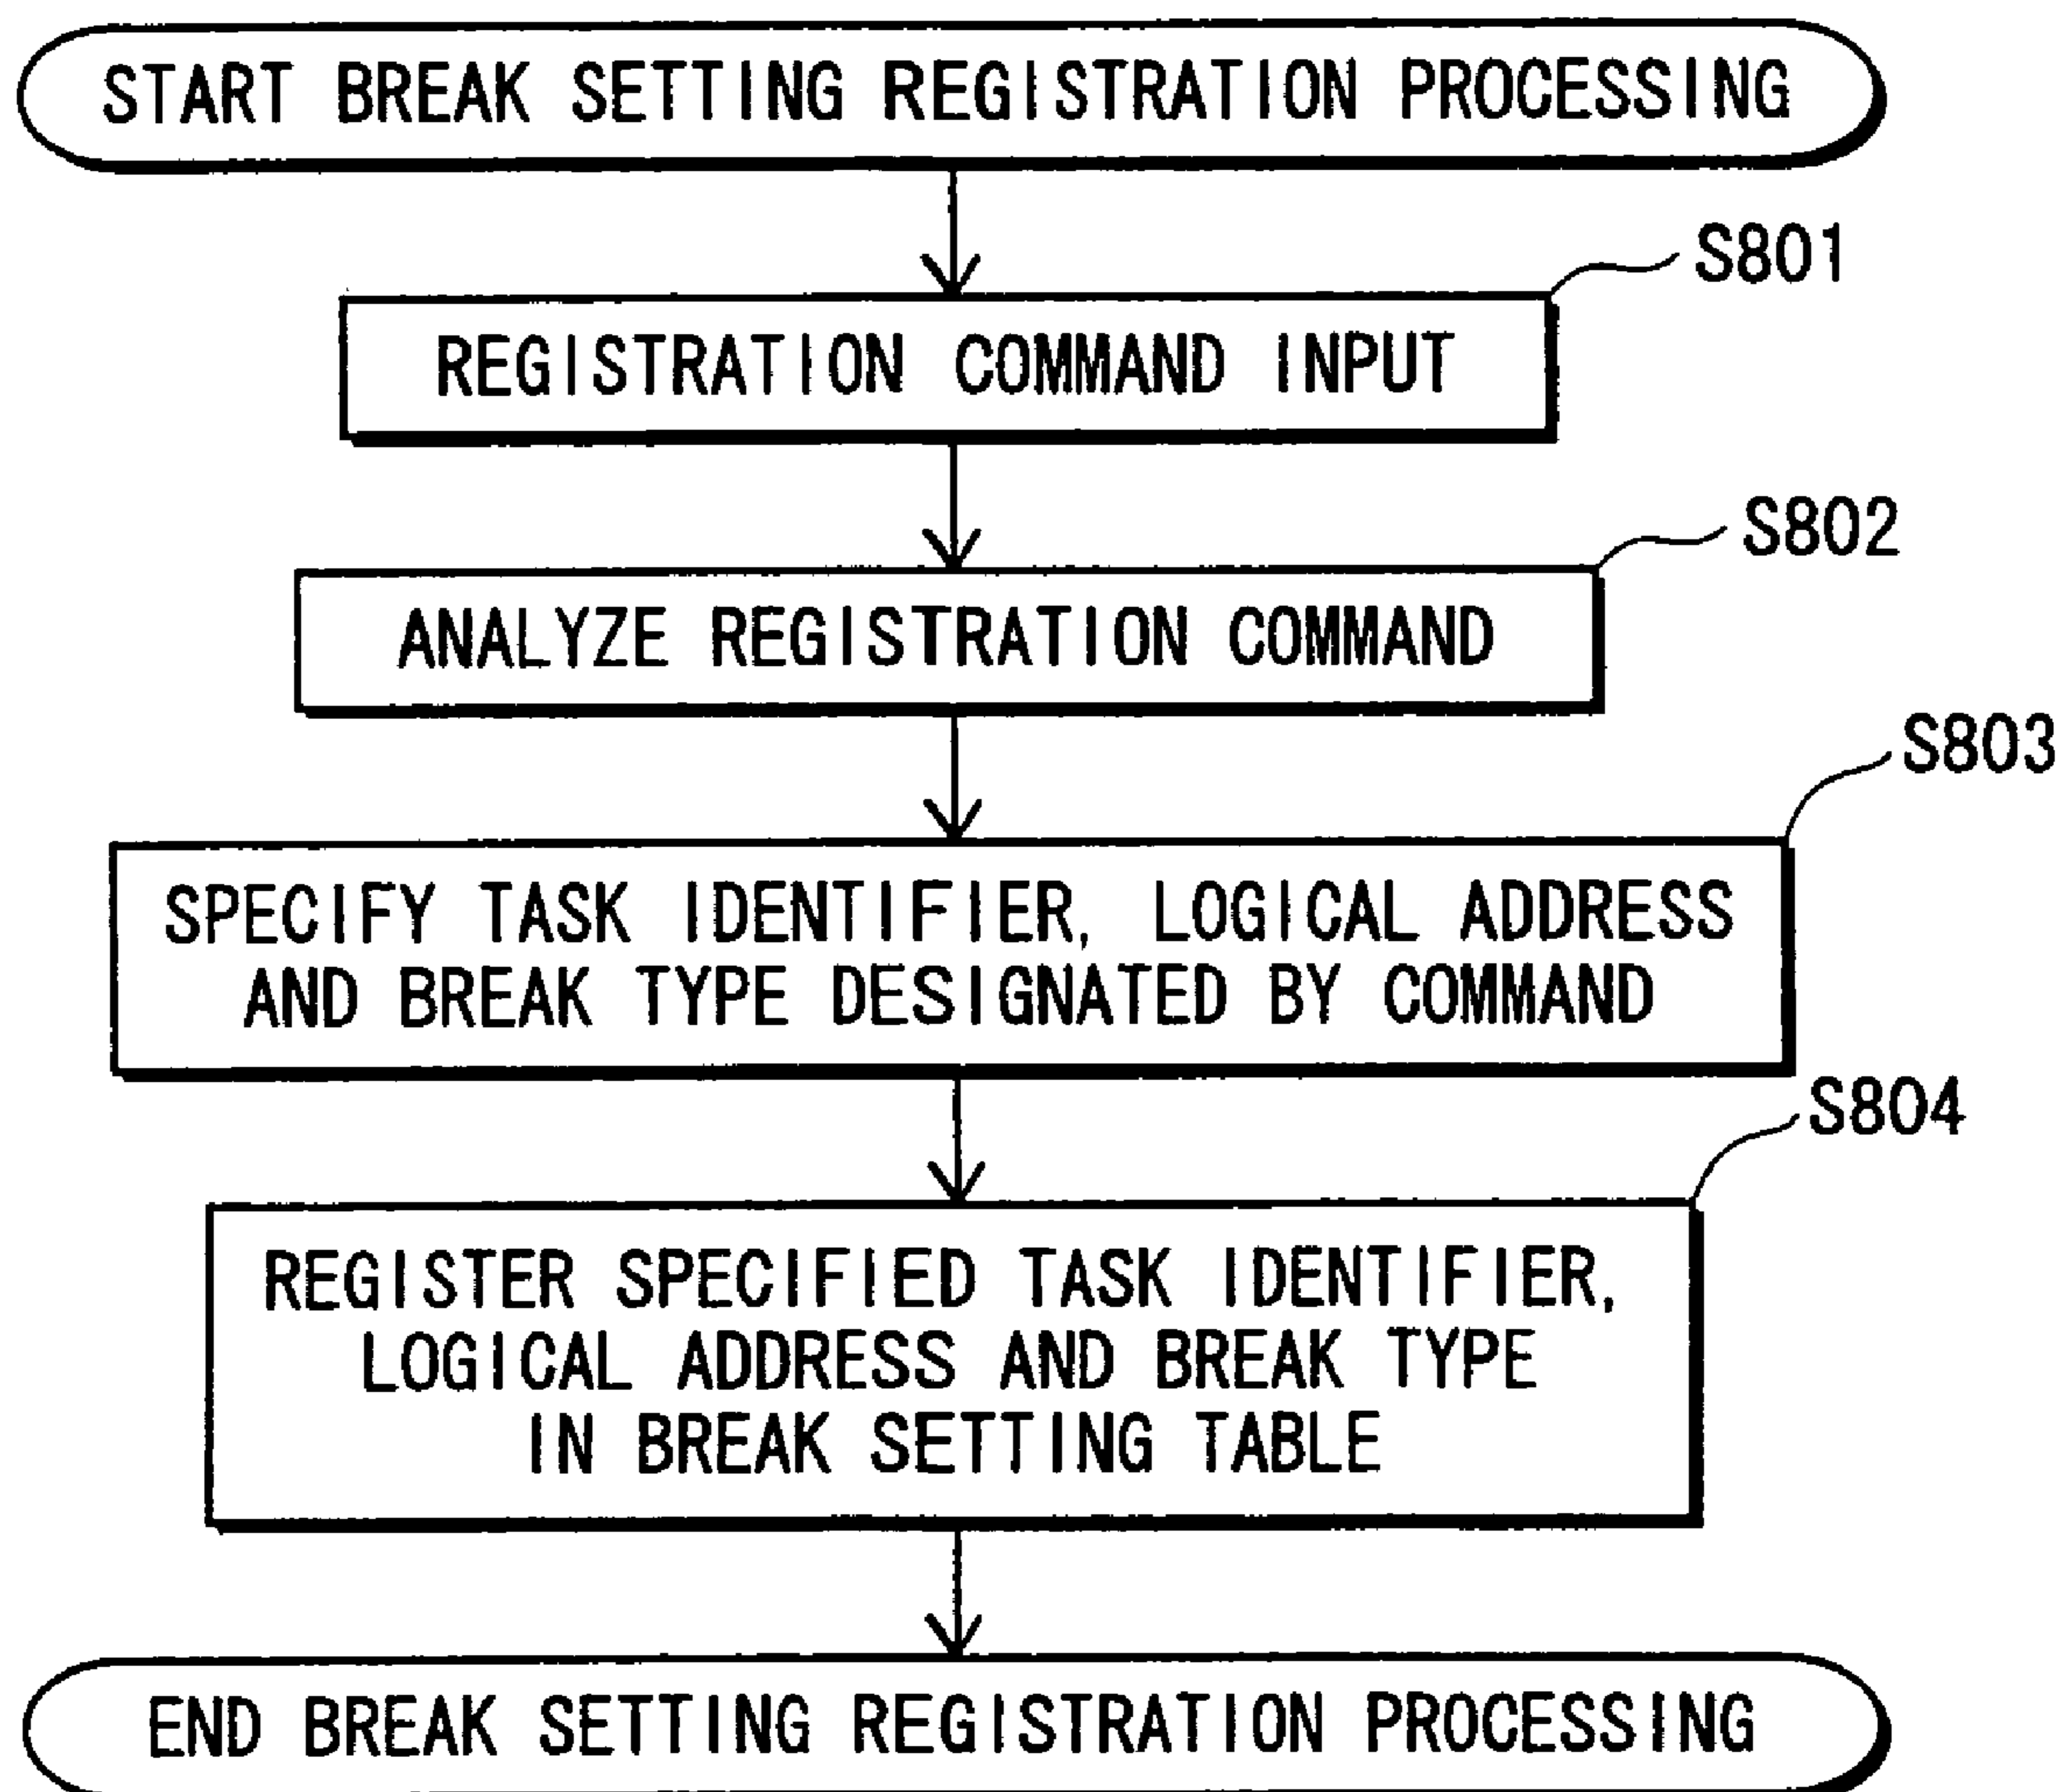 START BREAK SETTING REGISTRATION PROCESSING
S801
REGISTRATION COMMAND INPUT
S802
ANALYZE REGISTRATION COMMAND
S803
SPECIFY TASK IDENTIFIER, LOGICAL ADDRESS
AND BREAK TYPE DESIGNATED BY COMMAND
S804
REGISTER SPECIFIED TASK IDENTIFIER,
LOGICAL ADDRESS AND BREAK TYPE
IN BREAK SETTING TABLE
END BREAK SETTING REGISTRATION PROCESSING